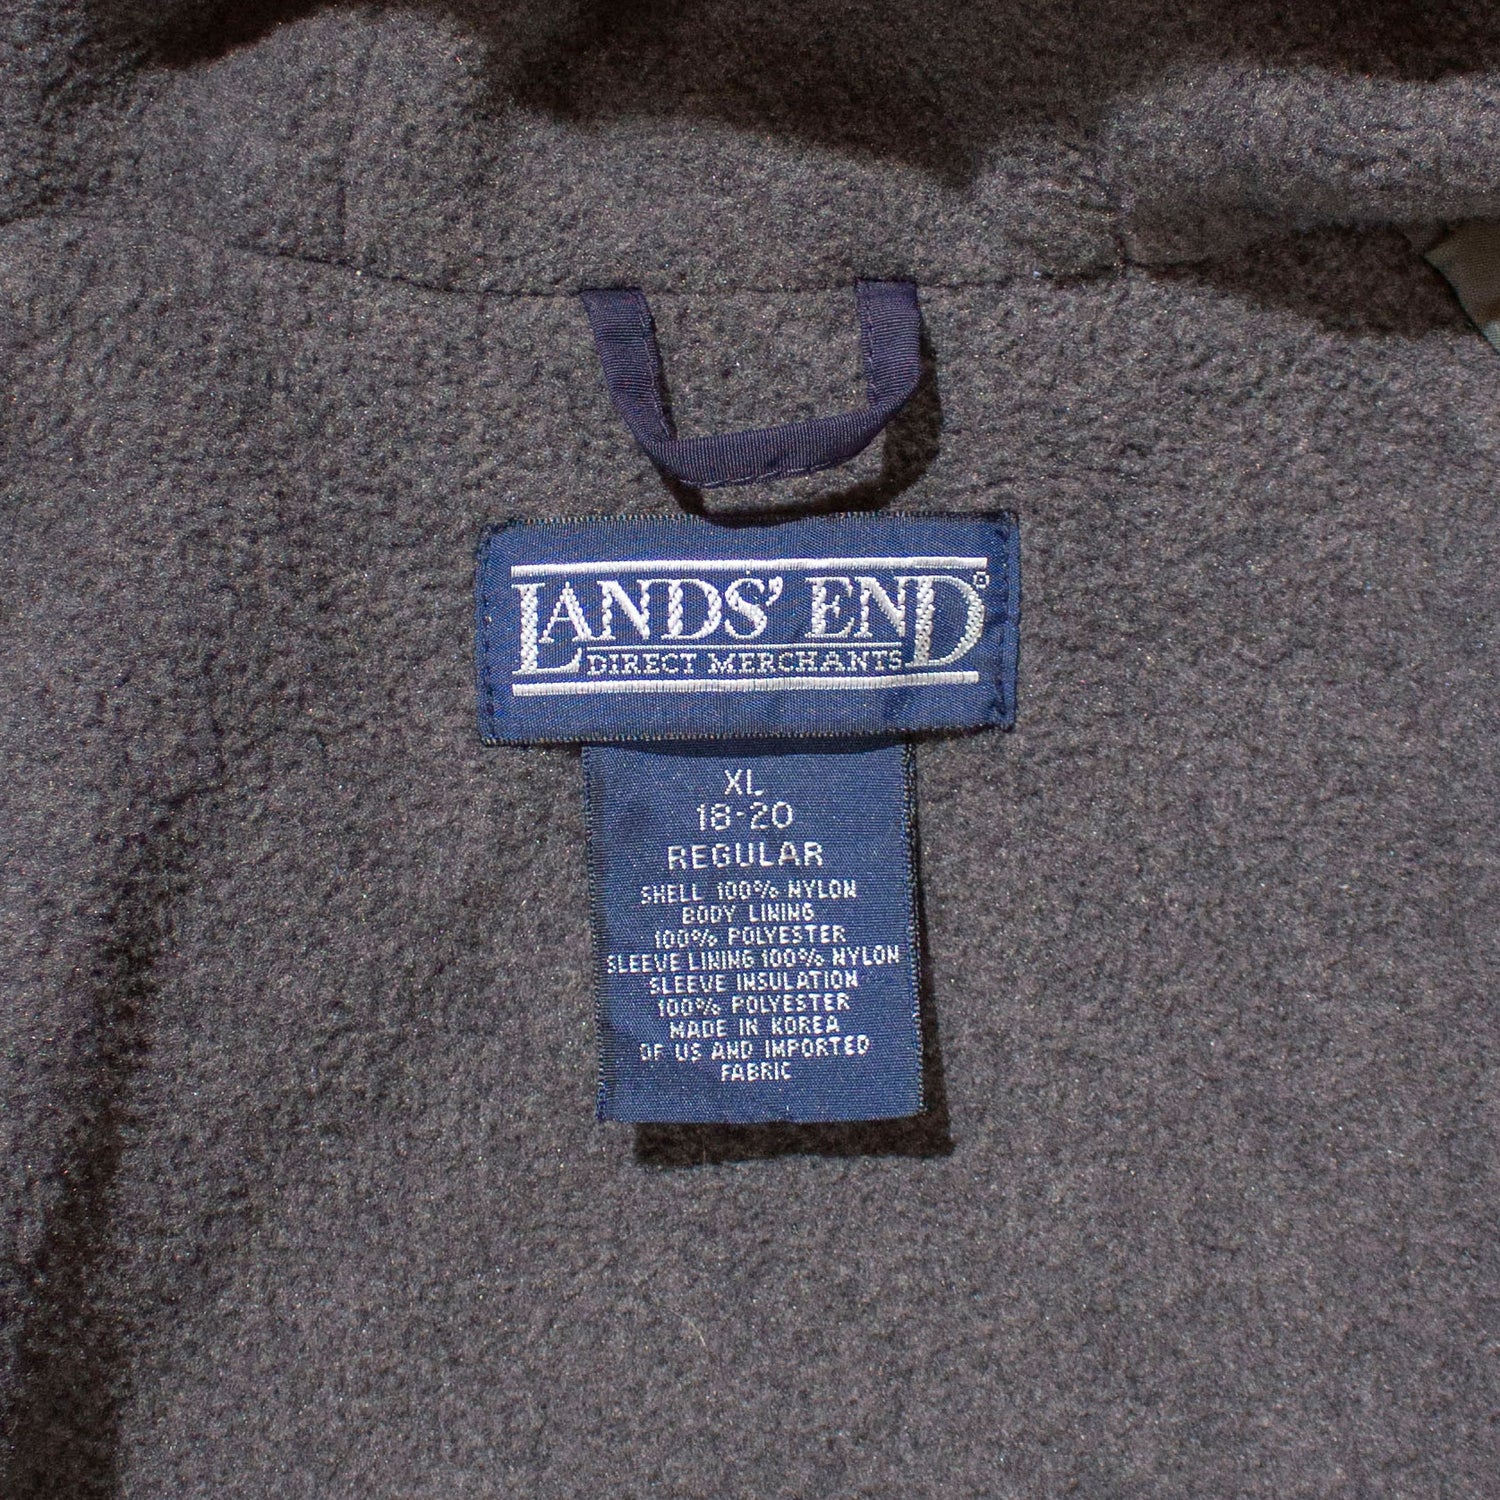 LANDS' END®
DIRECT MERCHANTS
XL
18-20
REGULAR
SHELL 100% NYLON
BODY LINING
100% POLYESTER
SLEEVE LINING 100% NYLON
SLEEVE INSULATION
100% POLYESTER
MADE IN KOREA
OF US AND IMPORTED
FABRIC